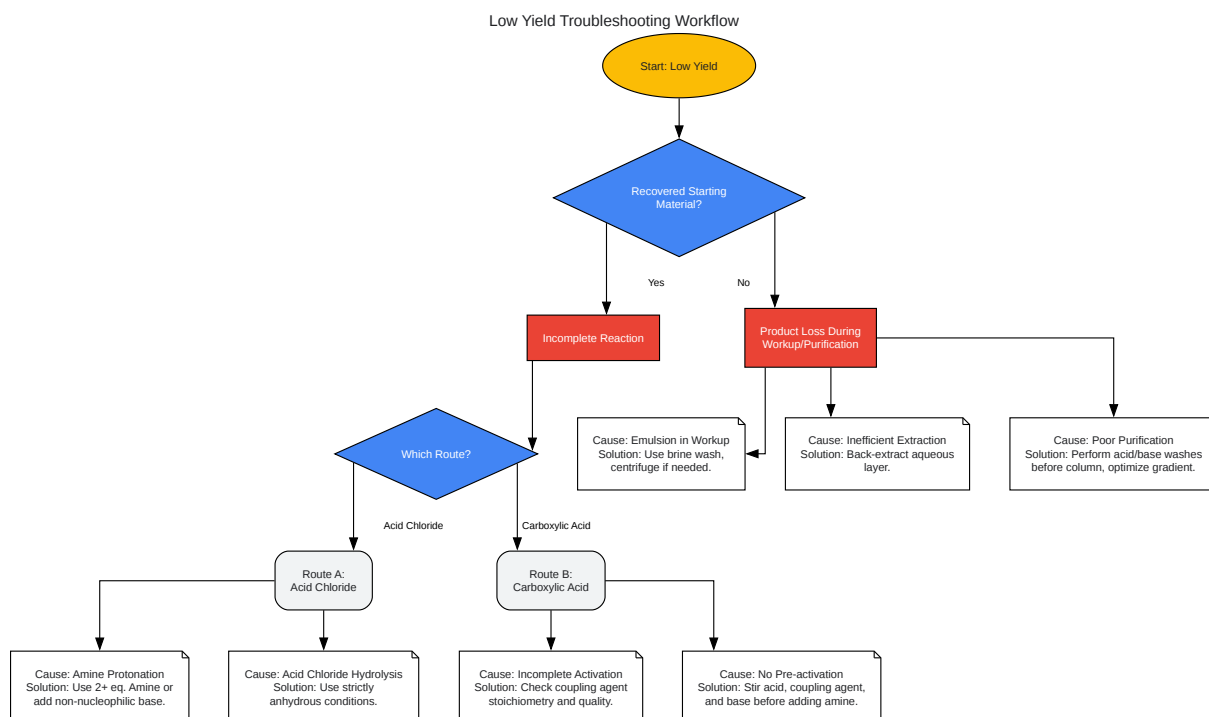 Low Yield Troubleshooting Workflow
Start: Low Yield
Recovered Starting
Material?
Yes
No
Incomplete Reaction
Product Loss During
Workup/Purification
Which Route?
Cause: Emulsion in Workup
Solution: Use brine wash,
centrifuge if needed.
Cause: Inefficient Extraction
Solution: Back-extract aqueous
layer.
Cause: Poor Purification
Solution: Perform acid/base washes
before column, optimize gradient.
Acid Chloride
Carboxylic Acid
Route A:
Acid Chloride
Route B:
Carboxylic Acid
Cause: Amine Protonation
Solution: Use 2+ eq. Amine or
add non-nucleophilic base.
Cause: Acid Chloride Hydrolysis
Solution: Use strictly
anhydrous conditions.
Cause: Incomplete Activation
Solution: Check coupling agent
stoichiometry and quality.
Cause: No Pre-activation
Solution: Stir acid, coupling agent,
and base before adding amine.